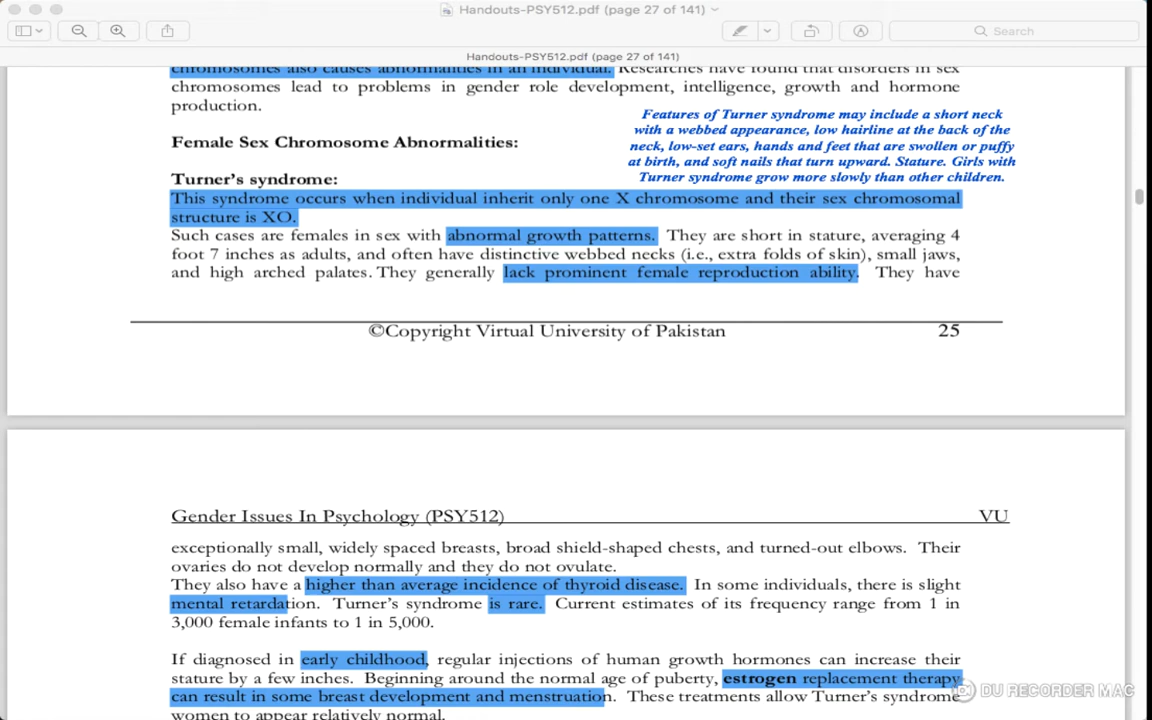 Handouts-PSY512.pdf (page 27 of 141)
Search
Handouts-PSY512.pdf (page 27 of 141)
chromosomes also causes abnormalities in an individual. Researches have found that disorders in sex
chromosomes lead to problems in gender role development, intelligence, growth and hormone
production.
Features of Turner syndrome may include a short neck
with a webbed appearance, low hairline at the back of the
neck, low-set ears, hands and feet that are swollen or puffy
at birth, and soft nails that turn upward. Stature. Girls with
Turner syndrome grow more slowly than other children.
Female Sex Chromosome Abnormalities:
Turner's syndrome:
This syndrome occurs when individual inherit only one X chromosome and their sex chromosomal
structure is XO.
Such cases are females in sex with abnormal growth patterns. They are short in stature, averaging 4
foot 7 inches as adults, and often have distinctive webbed necks (i.e., extra folds of skin), small jaws,
and high arched palates. They generally lack prominent female reproduction ability. They have
©Copyright Virtual University of Pakistan 25
Gender Issues In Psychology (PSY512) VU
exceptionally small, widely spaced breasts, broad shield-shaped chests, and turned-out elbows. Their
ovaries do not develop normally and they do not ovulate.
They also have a higher than average incidence of thyroid disease. In some individuals, there is slight
mental retardation. Turner's syndrome is rare. Current estimates of its frequency range from 1 in
3,000 female infants to 1 in 5,000.
If diagnosed in early childhood, regular injections of human growth hormones can increase their
stature by a few inches. Beginning around the normal age of puberty, estrogen replacement therapy
can result in some breast development and menstruation. These treatments allow Turner's syndrome
women to appear relatively normal.
DU RECORDER MAC